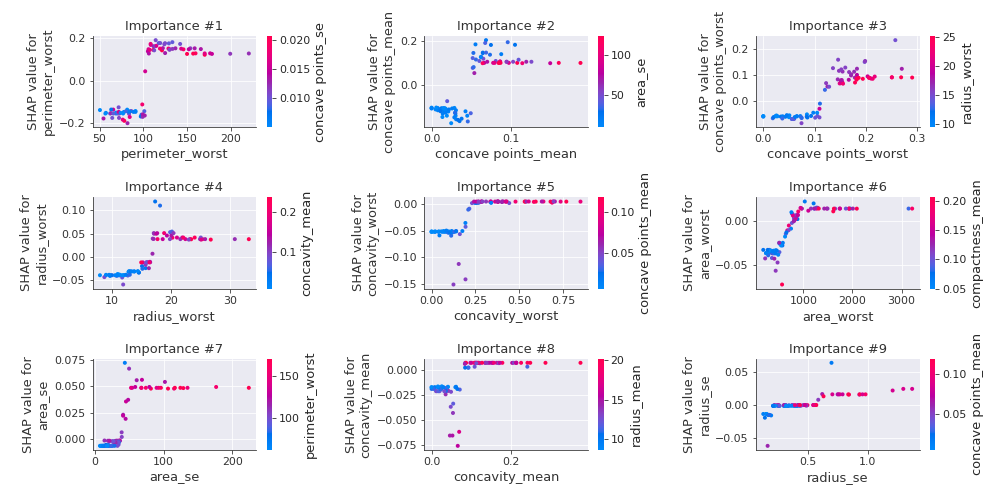 Importance #1
Importance #2
Importance #3
SHAP value for
perimeter_worst
0.2
0.0
−0.2
50
100
150
200
perimeter_worst
0.020
0.015
0.010
concave points_se
SHAP value for
concave points_mean
0.2
0.0
0.0
0.1
concave points_mean
100
50
area_se
SHAP value for
concave points_worst
0.2
0.1
0.0
0.0
0.1
0.2
0.3
concave points_worst
25
20
15
10
radius_worst
Importance #4
Importance #5
Importance #6
SHAP value for
radius_worst
0.10
0.05
0.00
−0.05
10
20
30
radius_worst
0.2
0.1
concavity_mean
SHAP value for
concavity_worst
0.00
−0.05
−0.10
−0.15
0.00
0.25
0.50
0.75
concavity_worst
0.10
0.05
concave points_mean
SHAP value for
area_worst
0.00
−0.05
1000
2000
3000
area_worst
0.20
0.15
0.10
0.05
compactness_mean
Importance #7
Importance #8
Importance #9
SHAP value for
area_se
0.075
0.050
0.025
0.000
0
100
200
area_se
150
100
perimeter_worst
SHAP value for
concavity_mean
0.000
−0.025
−0.050
−0.075
0.0
0.2
concavity_mean
20
15
10
radius_mean
SHAP value for
radius_se
0.05
0.00
−0.05
0.5
1.0
radius_se
0.10
0.05
concave points_mean